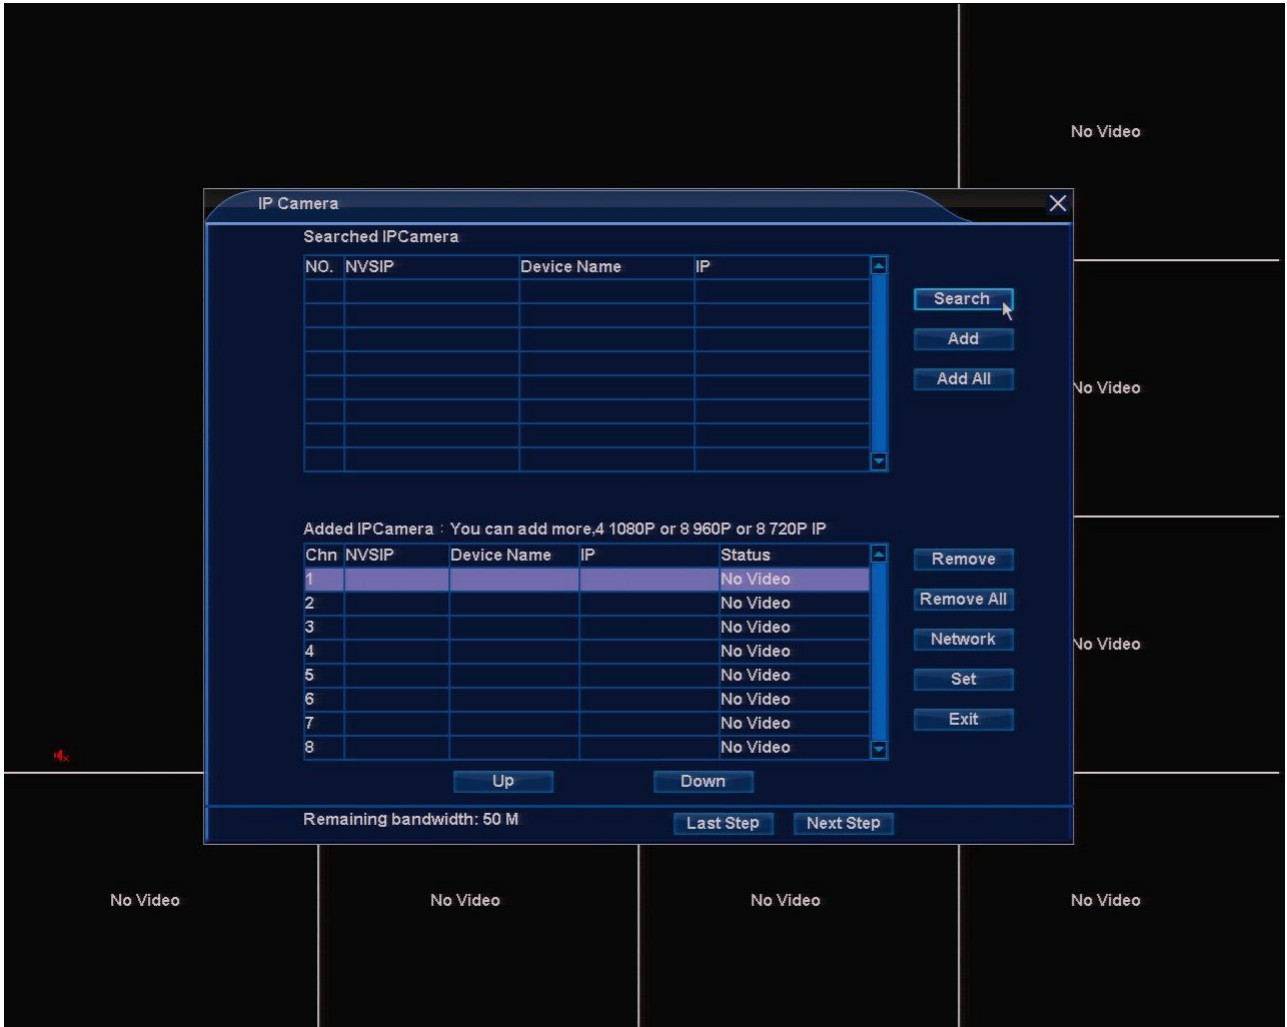 No Video
IP Camera
Searched IPCamera
NO. NVSIP Device Name IP
Search
Add
Add All
No Video
Added IPCamera : You can add more,4 1080P or 8 960P or 8 720P IP
Chn NVSIP Device Name IP Status
Remove
1 No Video
2 No Video
Remove All
3 No Video
Network
4 No Video
No Video
5 No Video
Set
6 No Video
7 No Video
Exit
8 No Video
Up Down
Remaining bandwidth: 50 M
Last Step Next Step
No Video No Video No Video No Video